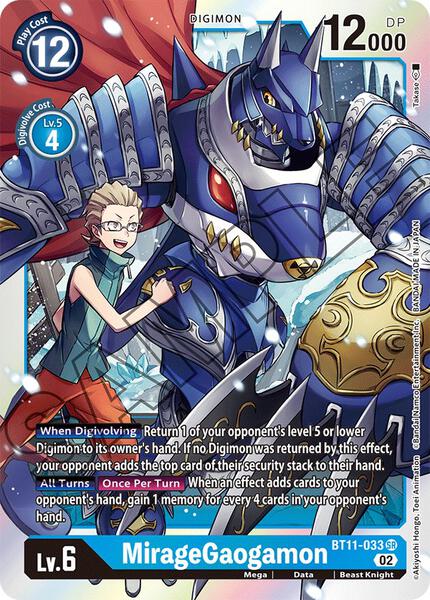 Play Cost
12
DIGIMON
12000
DP
Digivolve Cost
Lv.5
4
Takase
SAMPLE
When Digivolving Return 1 of your opponent's level 5 or lower
Digimon to its owner's hand. If no Digimon was returned by this effect,
your opponent adds the top card of their security stack to their hand.
All Turns Once Per Turn When an effect adds cards to your
opponent's hand, gain 1 memory for every 4 cards in your opponent's
hand.
©Akiyoshi Hongo, Toei Animation ©Bandai Namco Entertainment Inc. BANDAI MADE IN JAPAN
Lv.6
MirageGaogamon
BT11-033 SR
02
Mega | Data | Beast Knight